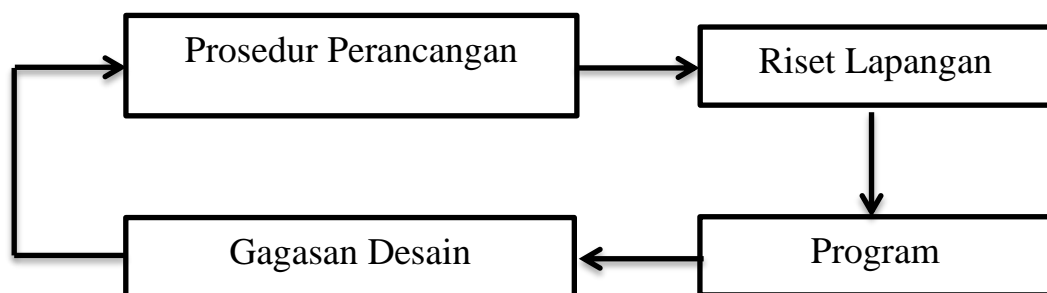 Prosedur Perancangan
Riset Lapangan
Gagasan Desain
Program